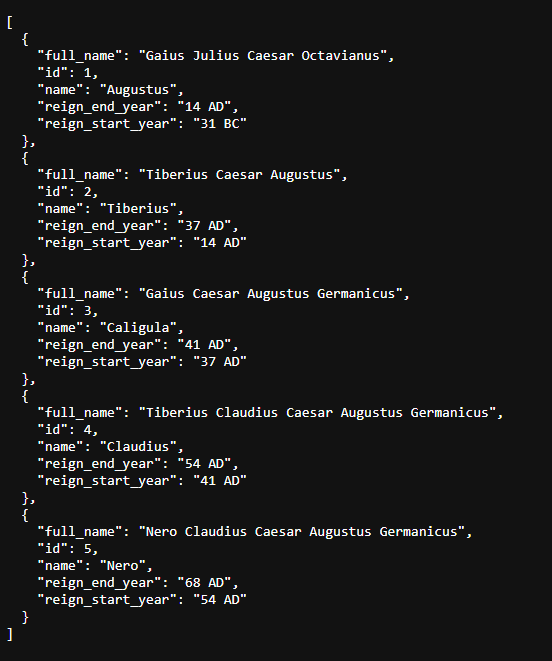 [
  {
    "full_name": "Gaius Julius Caesar Octavianus",
    "id": 1,
    "name": "Augustus",
    "reign_end_year": "14 AD",
    "reign_start_year": "31 BC"
  },
  {
    "full_name": "Tiberius Caesar Augustus",
    "id": 2,
    "name": "Tiberius",
    "reign_end_year": "37 AD",
    "reign_start_year": "14 AD"
  },
  {
    "full_name": "Gaius Caesar Augustus Germanicus",
    "id": 3,
    "name": "Caligula",
    "reign_end_year": "41 AD",
    "reign_start_year": "37 AD"
  },
  {
    "full_name": "Tiberius Claudius Caesar Augustus Germanicus",
    "id": 4,
    "name": "Claudius",
    "reign_end_year": "54 AD",
    "reign_start_year": "41 AD"
  },
  {
    "full_name": "Nero Claudius Caesar Augustus Germanicus",
    "id": 5,
    "name": "Nero",
    "reign_end_year": "68 AD",
    "reign_start_year": "54 AD"
  }
]